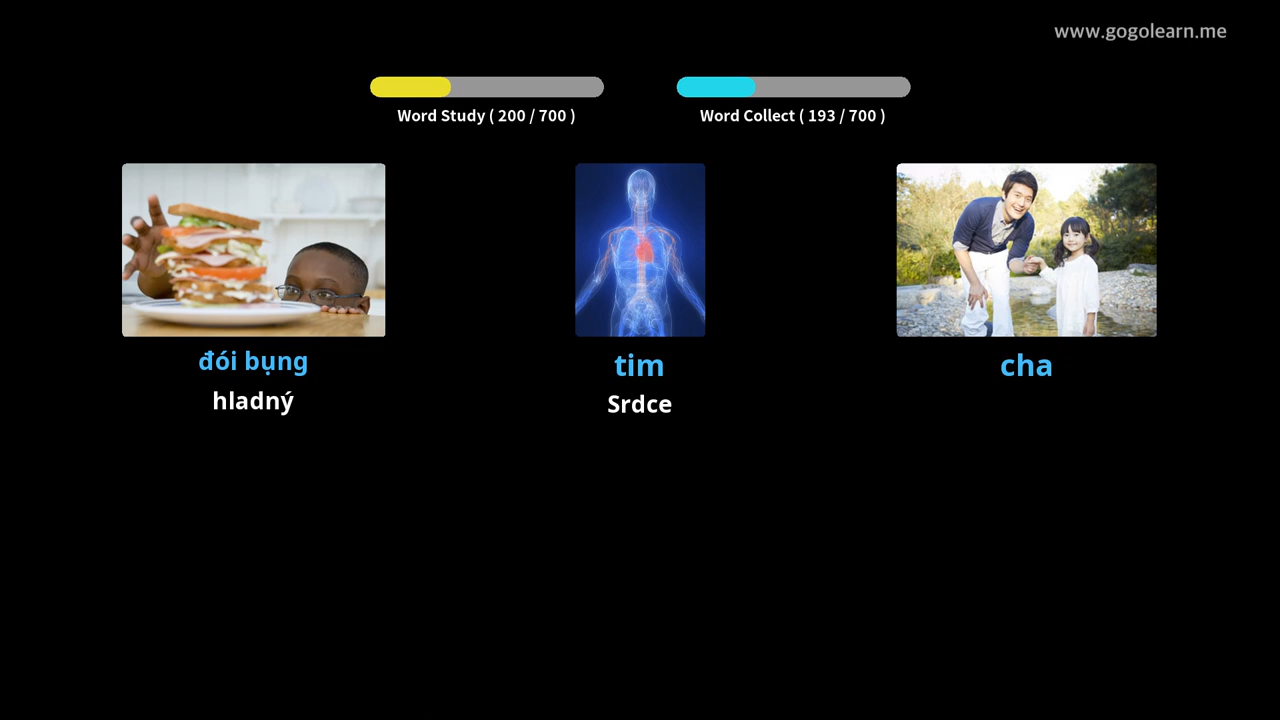 www.gogolearn.me
Word Study ( 200 / 700 )
Word Collect ( 193 / 700 )
đói bụng
hladný
tim
Srdce
cha